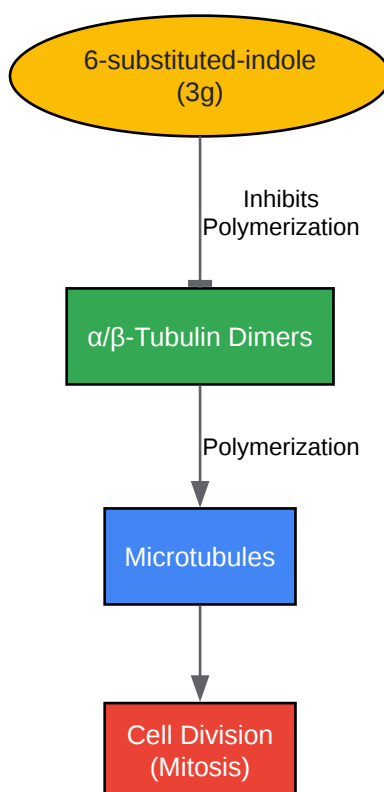 6-substituted-indole
(3g)
Inhibits
Polymerization
α/β-Tubulin Dimers
Polymerization
Microtubules
Cell Division
(Mitosis)